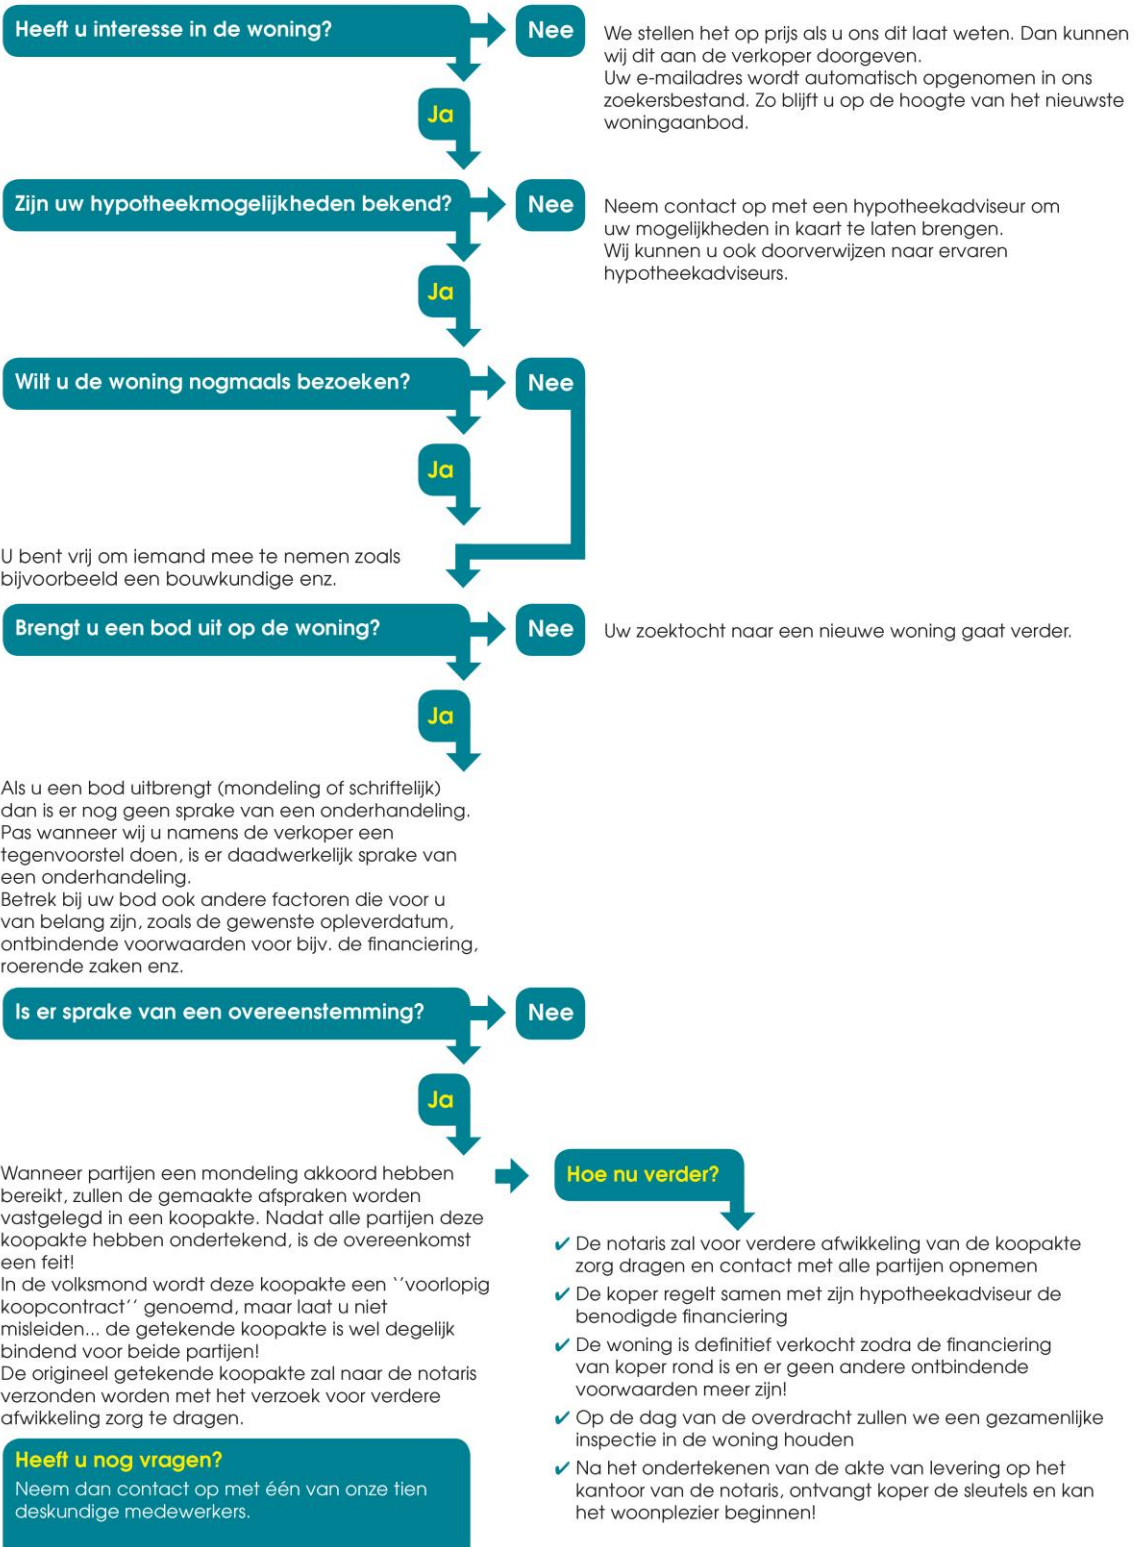 Heeft u interesse in de woning?
Nee
We stellen het op prijs als u ons dit laat weten. Dan kunnen
wij dit aan de verkoper doorgeven.
Uw e-mailadres wordt automatisch opgenomen in ons
zoekersbestand. Zo blijft u op de hoogte van het nieuwste
woningaanbod.
Ja
Zijn uw hypotheekmogelijkheden bekend?
Nee
Neem contact op met een hypotheekadviseur om
uw mogelijkheden in kaart te laten brengen.
Wij kunnen u ook doorverwijzen naar ervaren
hypotheekadviseurs.
Ja
Wilt u de woning nogmaals bezoeken?
Nee
Ja
U bent vrij om iemand mee te nemen zoals
bijvoorbeeld een bouwkundige enz.
Brengt u een bod uit op de woning?
Nee
Uw zoektocht naar een nieuwe woning gaat verder.
Ja
Als u een bod uitbrengt (mondeling of schriftelijk)
dan is er nog geen sprake van een onderhandeling.
Pas wanneer wij u namens de verkoper een
tegenvoorstel doen, is er daadwerkelijk sprake van
een onderhandeling.
Betrek bij uw bod ook andere factoren die voor u
van belang zijn, zoals de gewenste opleverdatum,
ontbindende voorwaarden voor bijv. de financiering,
roerende zaken enz.
Is er sprake van een overeenstemming?
Nee
Ja
Wanneer partijen een mondeling akkoord hebben
bereikt, zullen de gemaakte afspraken worden
vastgelegd in een koopakte. Nadat alle partijen deze
koopakte hebben ondertekend, is de overeenkomst
een feit!
In de volksmond wordt deze koopakte een ‵′voorlopig
koopcontract′′ genoemd, maar laat u niet
misleiden... de getekende koopakte is wel degelijk
bindend voor beide partijen!
De origineel getekende koopakte zal naar de notaris
verzonden worden met het verzoek voor verdere
afwikkeling zorg te dragen.
Hoe nu verder?
✔ De notaris zal voor verdere afwikkeling van de koopakte
zorg dragen en contact met alle partijen opnemen
✔ De koper regelt samen met zijn hypotheekadviseur de
benodigde financiering
✔ De woning is definitief verkocht zodra de financiering
van koper rond is en er geen andere ontbindende
voorwaarden meer zijn!
✔ Op de dag van de overdracht zullen we een gezamenlijke
inspectie in de woning houden
✔ Na het ondertekenen van de akte van levering op het
kantoor van de notaris, ontvangt koper de sleutels en kan
het woonplezier beginnen!
Heeft u nog vragen?
Neem dan contact op met één van onze tien
deskundige medewerkers.